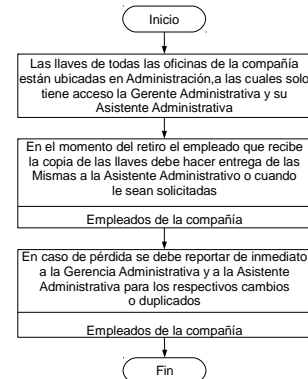 Inicio
Las llaves de todas las oficinas de la compañía
están ubicadas en Administración,a las cuales solo
tiene acceso la Gerente Administrativa y su
Asistente Administrativa
En el momento del retiro el empleado que recibe
la copia de las llaves debe hacer entrega de las
Mismas a la Asistente Administrativo o cuando
le sean solicitadas
Empleados de la compañía
En caso de pérdida se debe reportar de inmediato
a la Gerencia Administrativa y a la Asistente
Administrativa para los respectivos cambios
o duplicados
Empleados de la compañía
Fin